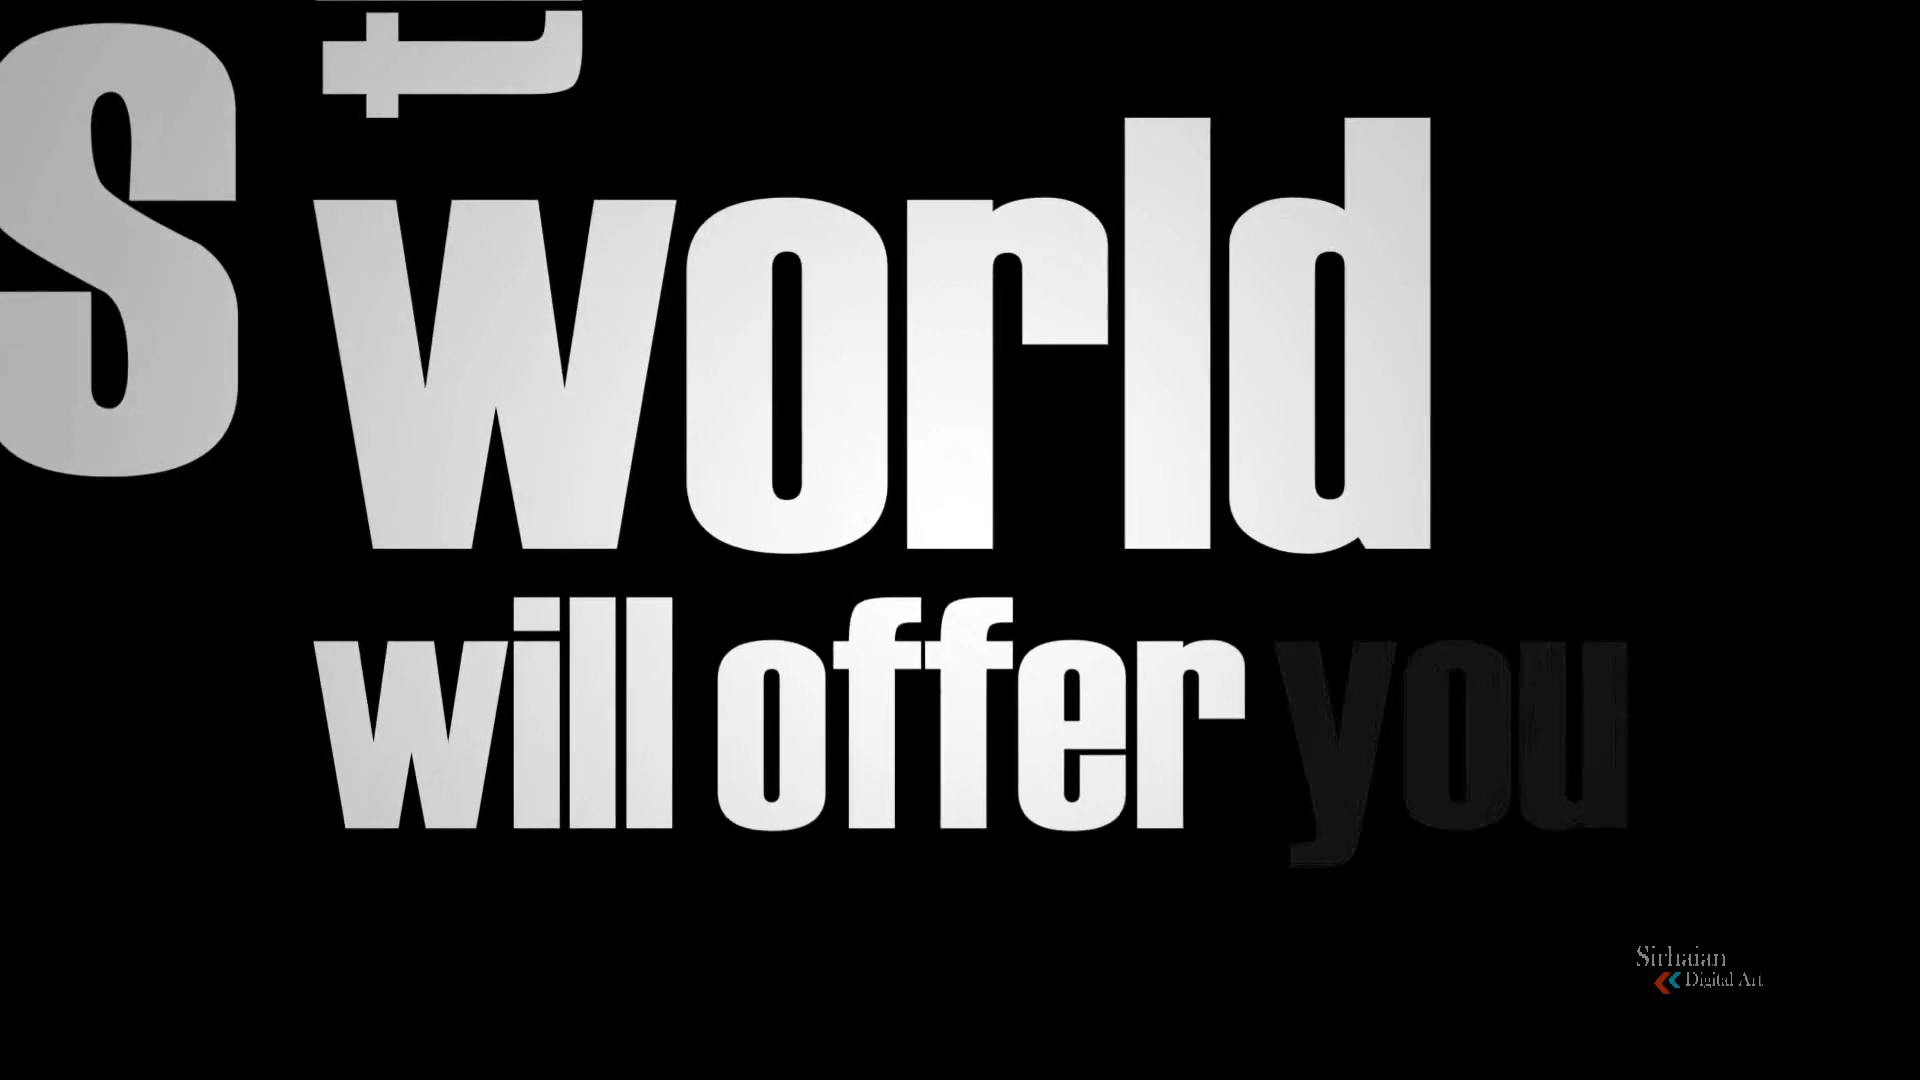 s
t
world
will offer you
Sirhaian
Digital Art